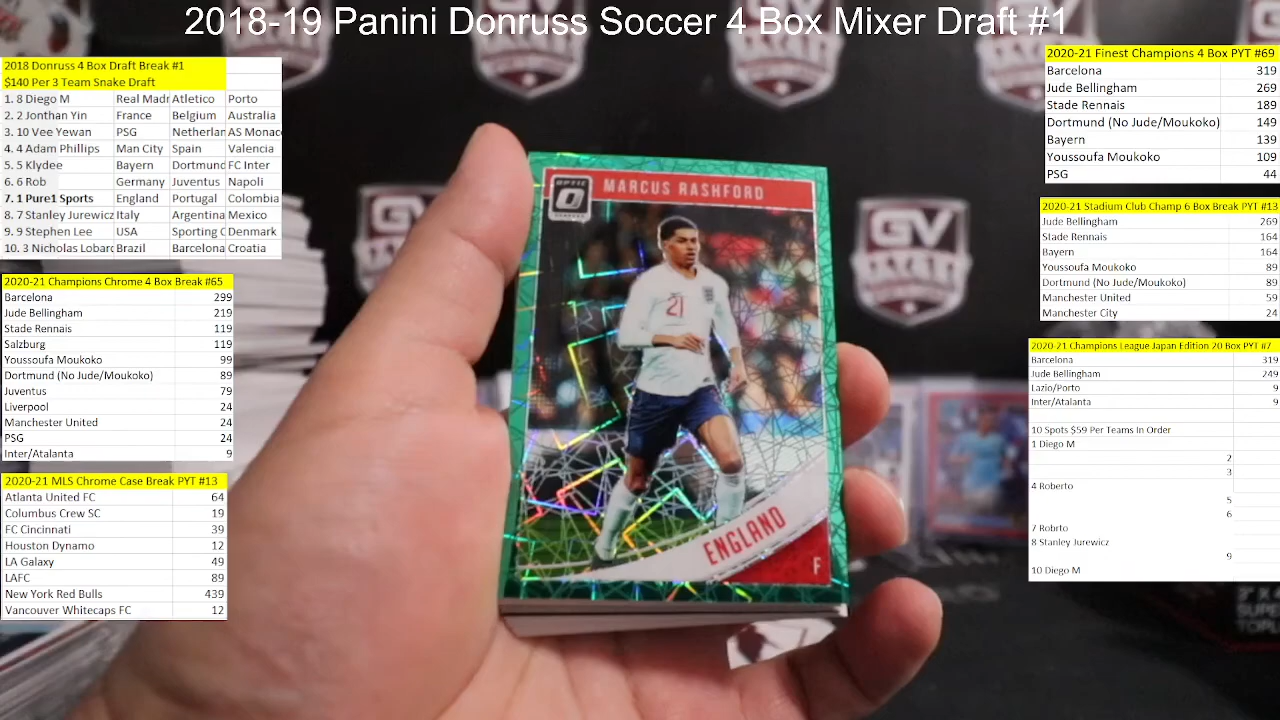 2018-19 Panini Donruss Soccer 4 Box Mixer Draft #1
2018 Donruss 4 Box Draft Break #1
$140 Per 3 Team Snake Draft
1. 8 Diego M Real Madr Atletico Porto
2. 2 Jonthan Yin France Belgium Australia
3. 10 Vee Yewan PSG Netherlan AS Monaco
4. 4 Adam Phillips Man City Spain Valencia
5. 5 Klydee Bayern Dortmund FC Inter
6. 6 Rob Germany Juventus Napoli
7. 1 Pure1 Sports England Portugal Colombia
8. 7 Stanley Jurewicz Italy Argentina Mexico
9. 9 Stephen Lee USA Sporting C Denmark
10. 3 Nicholas Lobard Brazil Barcelona Croatia
2020-21 Champions Chrome 4 Box Break #65
Barcelona 299
Jude Bellingham 219
Stade Rennais 119
Salzburg 119
Youssoufa Moukoko 99
Dortmund (No Jude/Moukoko) 89
Juventus 79
Liverpool 24
Manchester United 24
PSG 24
Inter/Atalanta 9
2020-21 MLS Chrome Case Break PYT #13
Atlanta United FC 64
Columbus Crew SC 19
FC Cincinnati 39
Houston Dynamo 12
LA Galaxy 49
LAFC 89
New York Red Bulls 439
Vancouver Whitecaps FC 12
OPTIC
MARCUS RASHFORD
21
ENGLAND
F
GV
2020-21 Finest Champions 4 Box PYT #69
Barcelona 319
Jude Bellingham 269
Stade Rennais 189
Dortmund (No Jude/Moukoko) 149
Bayern 139
Youssoufa Moukoko 109
PSG 44
2020-21 Stadium Club Champ 6 Box Break PYT #13
Jude Bellingham 269
Stade Rennais 164
Bayern 164
Youssoufa Moukoko 89
Dortmund (No Jude/Moukoko) 89
Manchester United 59
Manchester City 24
2020-21 Champions League Japan Edition 20 Box PYT #7
Barcelona 319
Jude Bellingham 249
Lazio/Porto 9
Inter/Atalanta 9
10 Spots $59 Per Teams In Order
1 Diego M
2
3
4 Roberto
5
6
7 Robrto
8 Stanley Jurewicz
9
10 Diego M